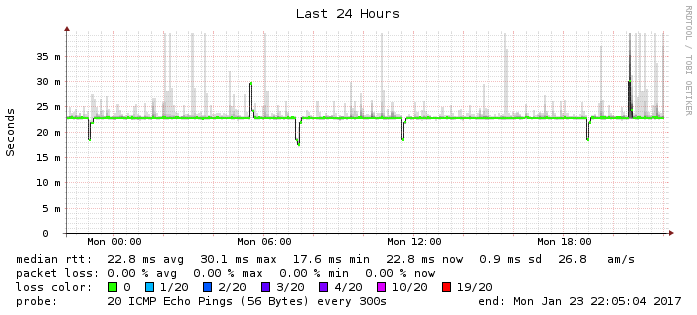 Last 24 Hours
RRDTOOL / TOBI OETIKER
Seconds
35 m
30 m
25 m
20 m
15 m
10 m
5 m
0
Mon 00:00 Mon 06:00 Mon 12:00 Mon 18:00
median rtt: 22.8 ms avg 30.1 ms max 17.6 ms min 22.8 ms now 0.9 ms sd 26.8 am/s
packet loss: 0.00 % avg 0.00 % max 0.00 % min 0.00 % now
loss color: 0 1/20 2/20 3/20 4/20 10/20 19/20
probe: 20 ICMP Echo Pings (56 Bytes) every 300s end: Mon Jan 23 22:05:04 2017